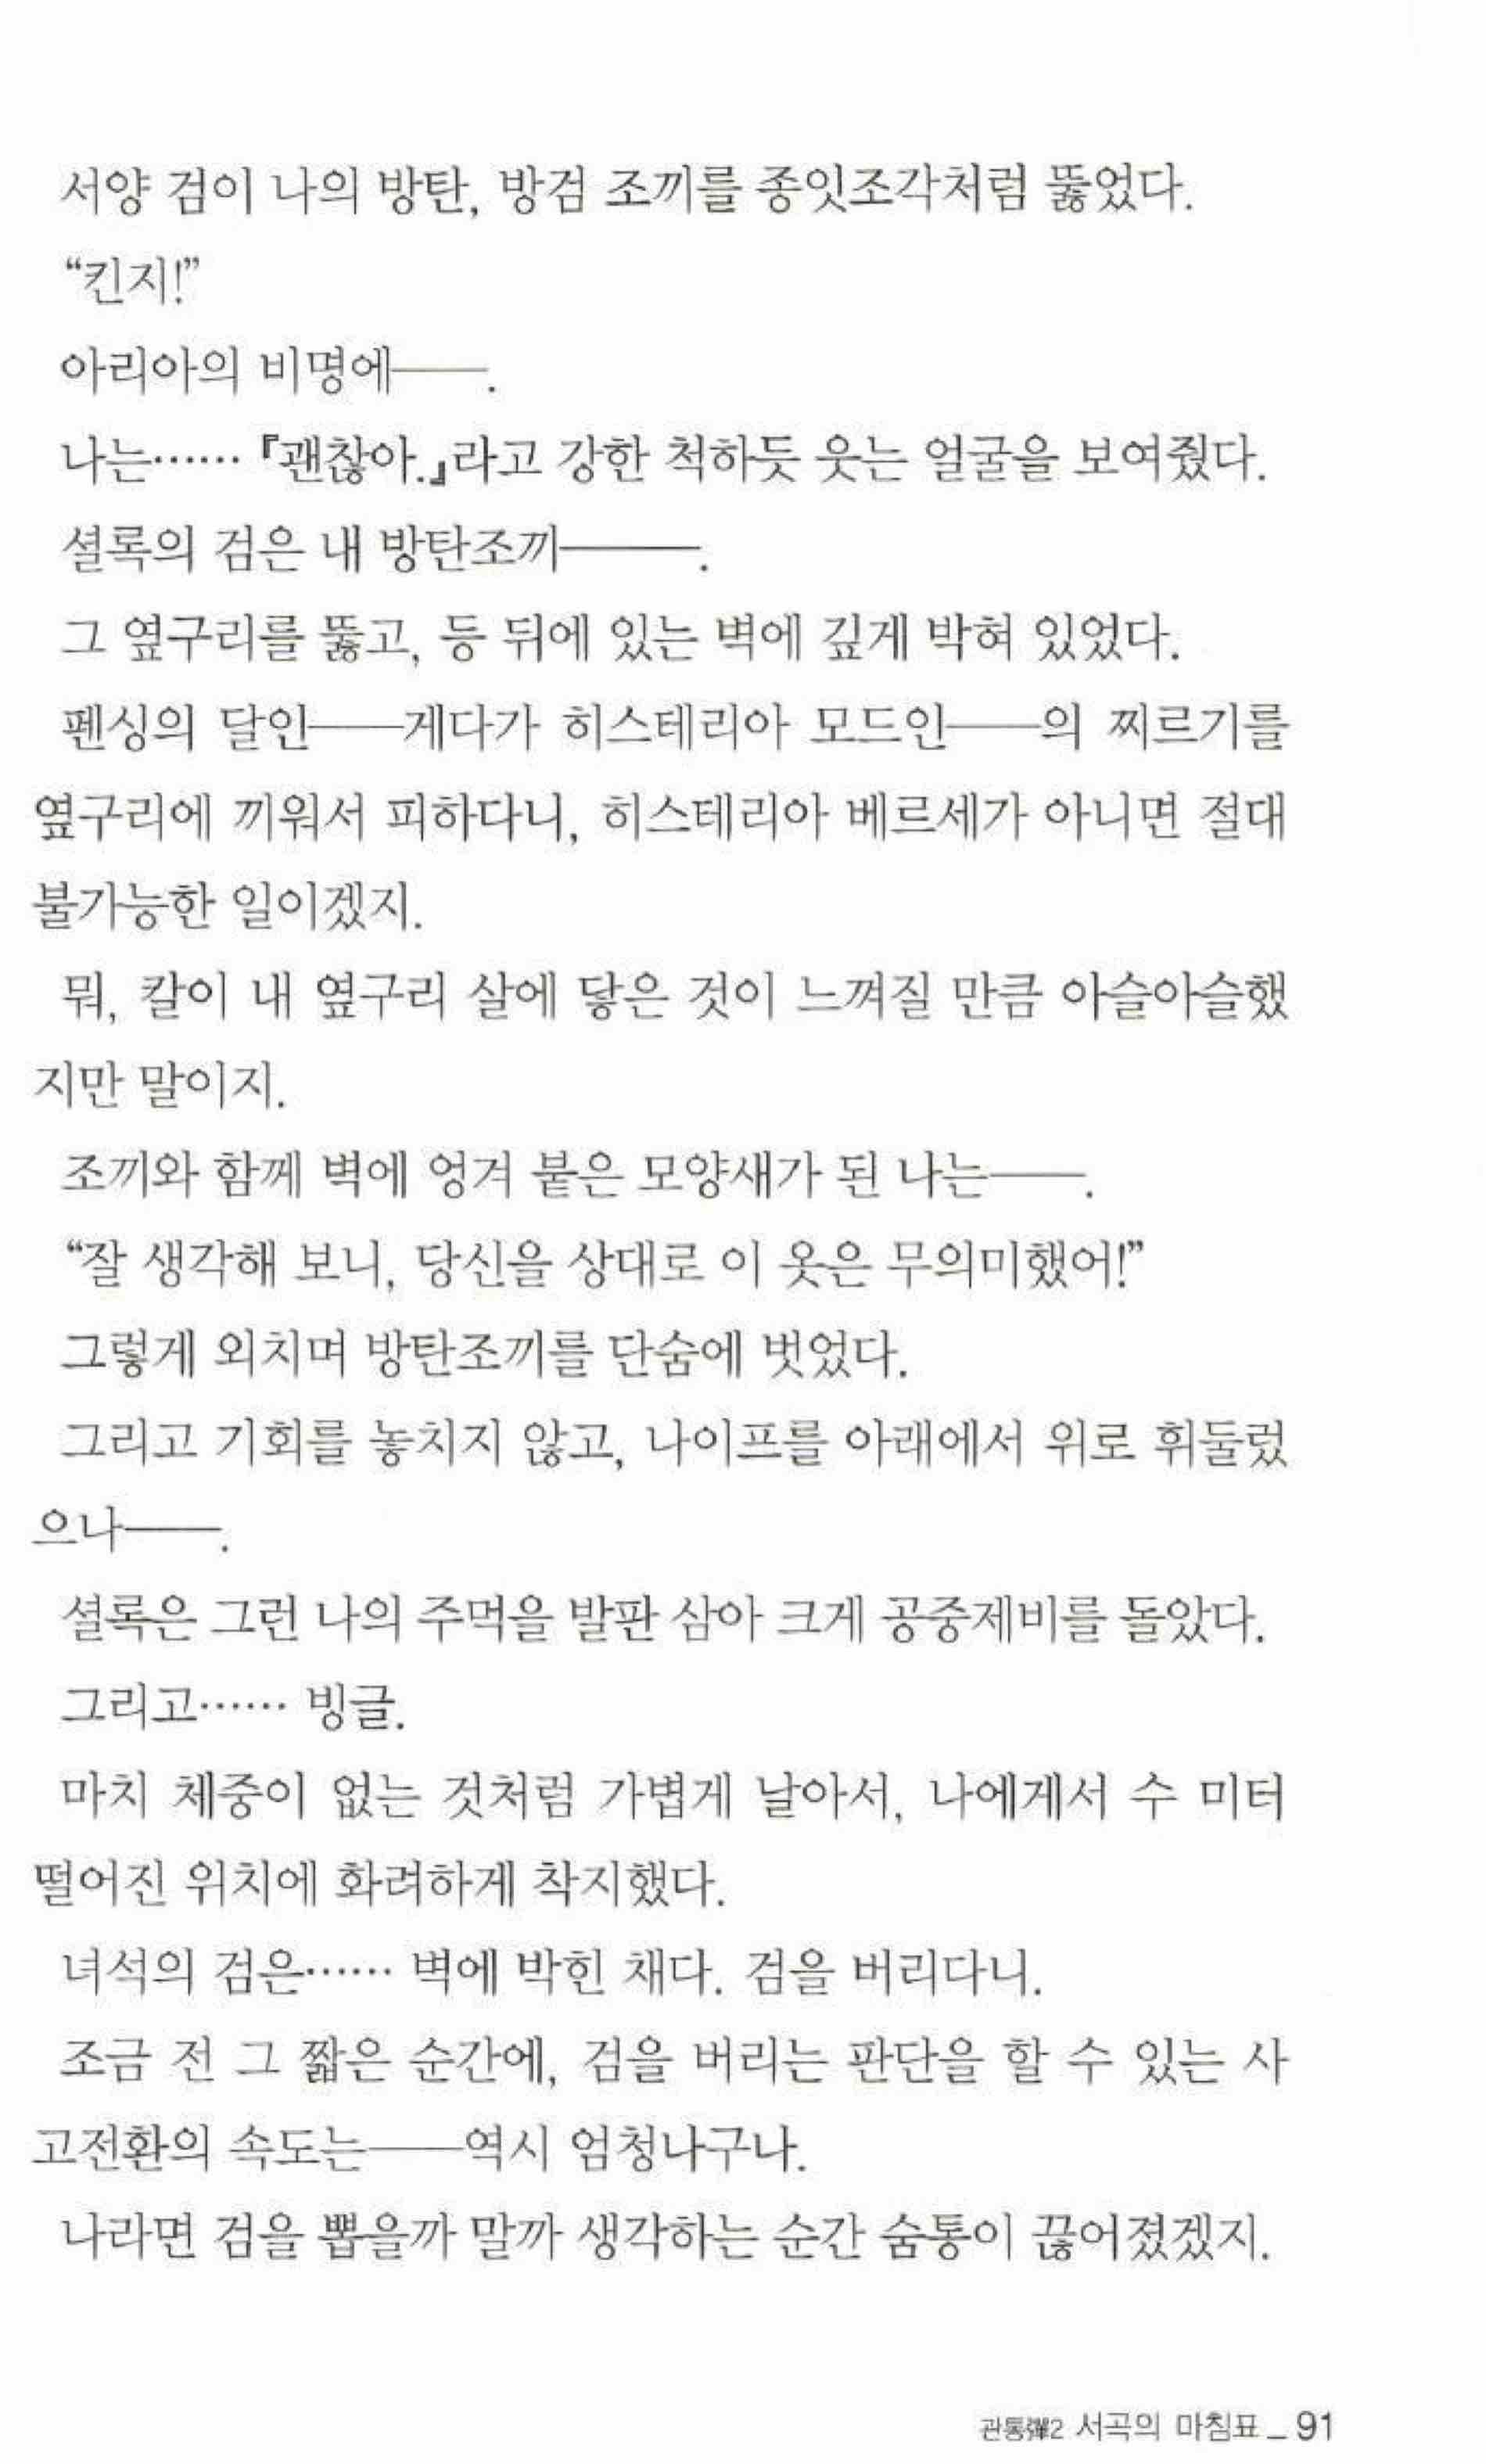 서양 검이 나의 방탄, 방검 조끼를 종잇조각처럼 뚫었다.
“킨지!”
아리아의 비명에──.
나는…… 『괜찮아.』라고 강한 척하듯 웃는 얼굴을 보여줬다.
셜록의 검은 내 방탄조끼───.
그 옆구리를 뚫고, 등 뒤에 있는 벽에 깊게 박혀 있었다.
펜싱의 달인──게다가 히스테리아 모드인──의 찌르기를
옆구리에 끼워서 피하다니, 히스테리아 베르세가 아니면 절대
불가능한 일이겠지.
뭐, 칼이 내 옆구리 살에 닿은 것이 느껴질 만큼 아슬아슬했
지만 말이지.
조끼와 함께 벽에 엉겨 붙은 모양새가 된 나는──.
“잘 생각해 보니, 당신을 상대로 이 옷은 무의미했어!”
그렇게 외치며 방탄조끼를 단숨에 벗었다.
그리고 기회를 놓치지 않고, 나이프를 아래에서 위로 휘둘렀
으나──.
셜록은 그런 나의 주먹을 발판 삼아 크게 공중제비를 돌았다.
그리고…… 빙글.
마치 체중이 없는 것처럼 가볍게 날아서, 나에게서 수 미터
떨어진 위치에 화려하게 착지했다.
녀석의 검은…… 벽에 박힌 채다. 검을 버리다니.
조금 전 그 짧은 순간에, 검을 버리는 판단을 할 수 있는 사
고전환의 속도는──역시 엄청나구나.
나라면 검을 뽑을까 말까 생각하는 순간 숨통이 끊어졌겠지.
관통彈2 서곡의 마침표 _ 91